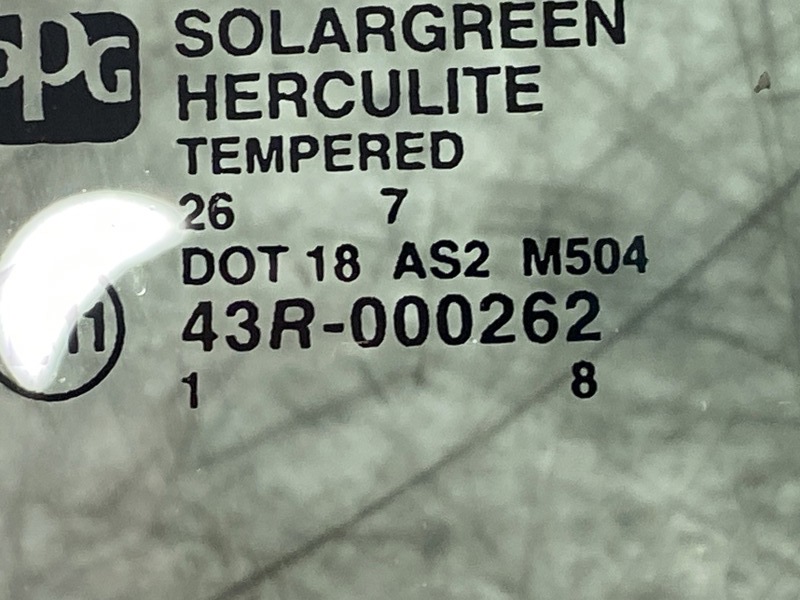 PPG
SOLARGREEN
HERCULITE
TEMPERED
26 7
DOT 18 AS2 M504
43R-000262
1 8